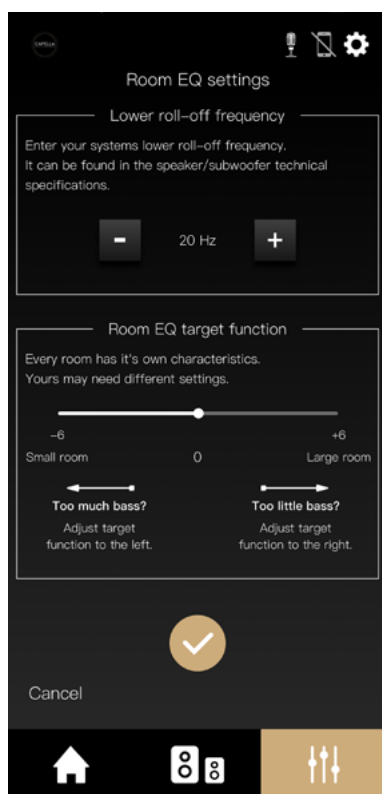 CAPELLA
Room EQ settings
Lower roll-off frequency
Enter your systems lower roll-off frequency.
It can be found in the speaker/subwoofer technical
specifications.
- 20 Hz +
Room EQ target function
Every room has it's own characteristics.
Yours may need different settings.
-6 +6
Small room 0 Large room
Too much bass? Too little bass?
Adjust target Adjust target
function to the left. function to the right.
Cancel